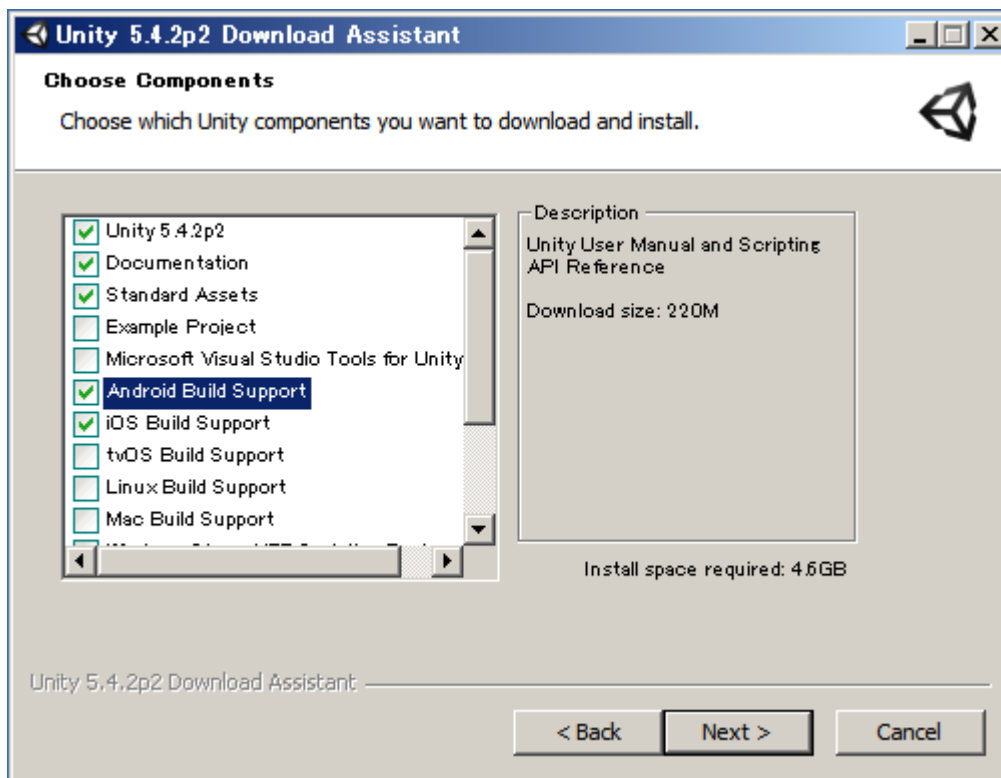 Unity 5.4.2p2 Download Assistant
Choose Components
Choose which Unity components you want to download and install.
Unity 5.4.2p2
Documentation
Standard Assets
Example Project
Microsoft Visual Studio Tools for Unity
Android Build Support
iOS Build Support
tvOS Build Support
Linux Build Support
Mac Build Support
Description
Unity User Manual and Scripting
API Reference
Download size: 220M
Install space required: 4.6GB
Unity 5.4.2p2 Download Assistant
< Back
Next >
Cancel